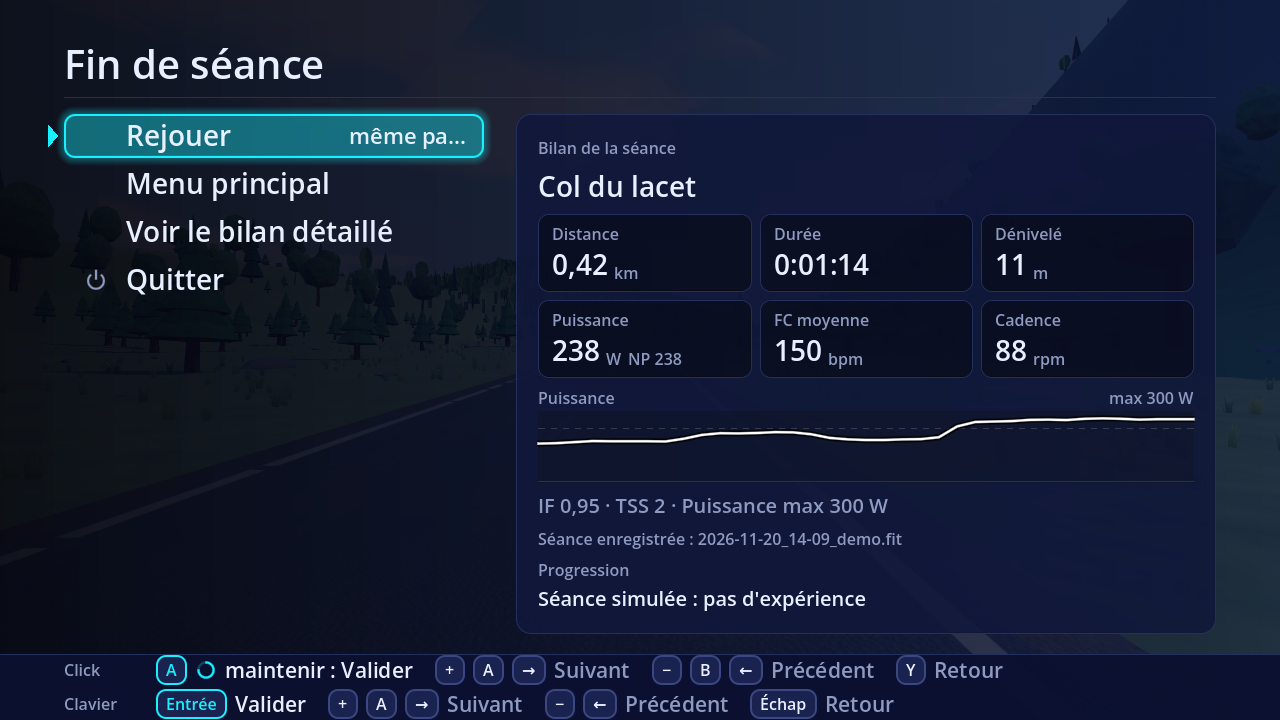 Fin de séance
Rejouer même pa...
Menu principal
Voir le bilan détaillé
Quitter
Bilan de la séance
Col du lacet
Distance Durée Dénivelé
0,42 km 0:01:14 11 m
Puissance FC moyenne Cadence
238 W NP 238 150 bpm 88 rpm
Puissance max 300 W
IF 0,95 · TSS 2 · Puissance max 300 W
Séance enregistrée : 2026-11-20_14-09_demo.fit
Progression
Séance simulée : pas d'expérience
Click A maintenir : Valider + A → Suivant − B ← Précédent Y Retour
Clavier Entrée Valider + A → Suivant − ← Précédent Échap Retour